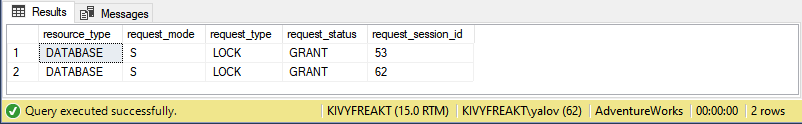 Results Messages
resource_type request_mode request_type request_status request_session_id
1 DATABASE S LOCK GRANT 53
2 DATABASE S LOCK GRANT 62
Query executed successfully. KIVYFREAKT (15.0 RTM) KIVYFREAKT\yalov (62) AdventureWorks 00:00:00 2 rows